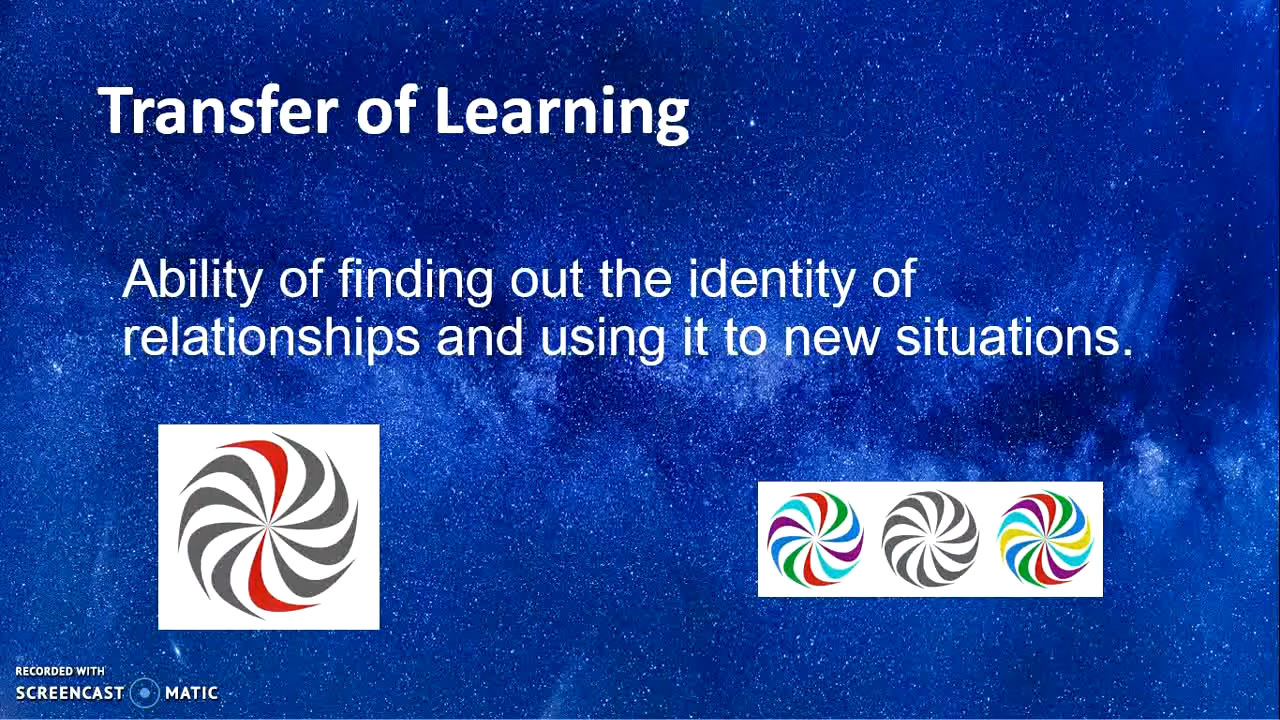 Transfer of Learning
Ability of finding out the identity of
relationships and using it to new situations.
RECORDED WITH
SCREENCAST MATIC